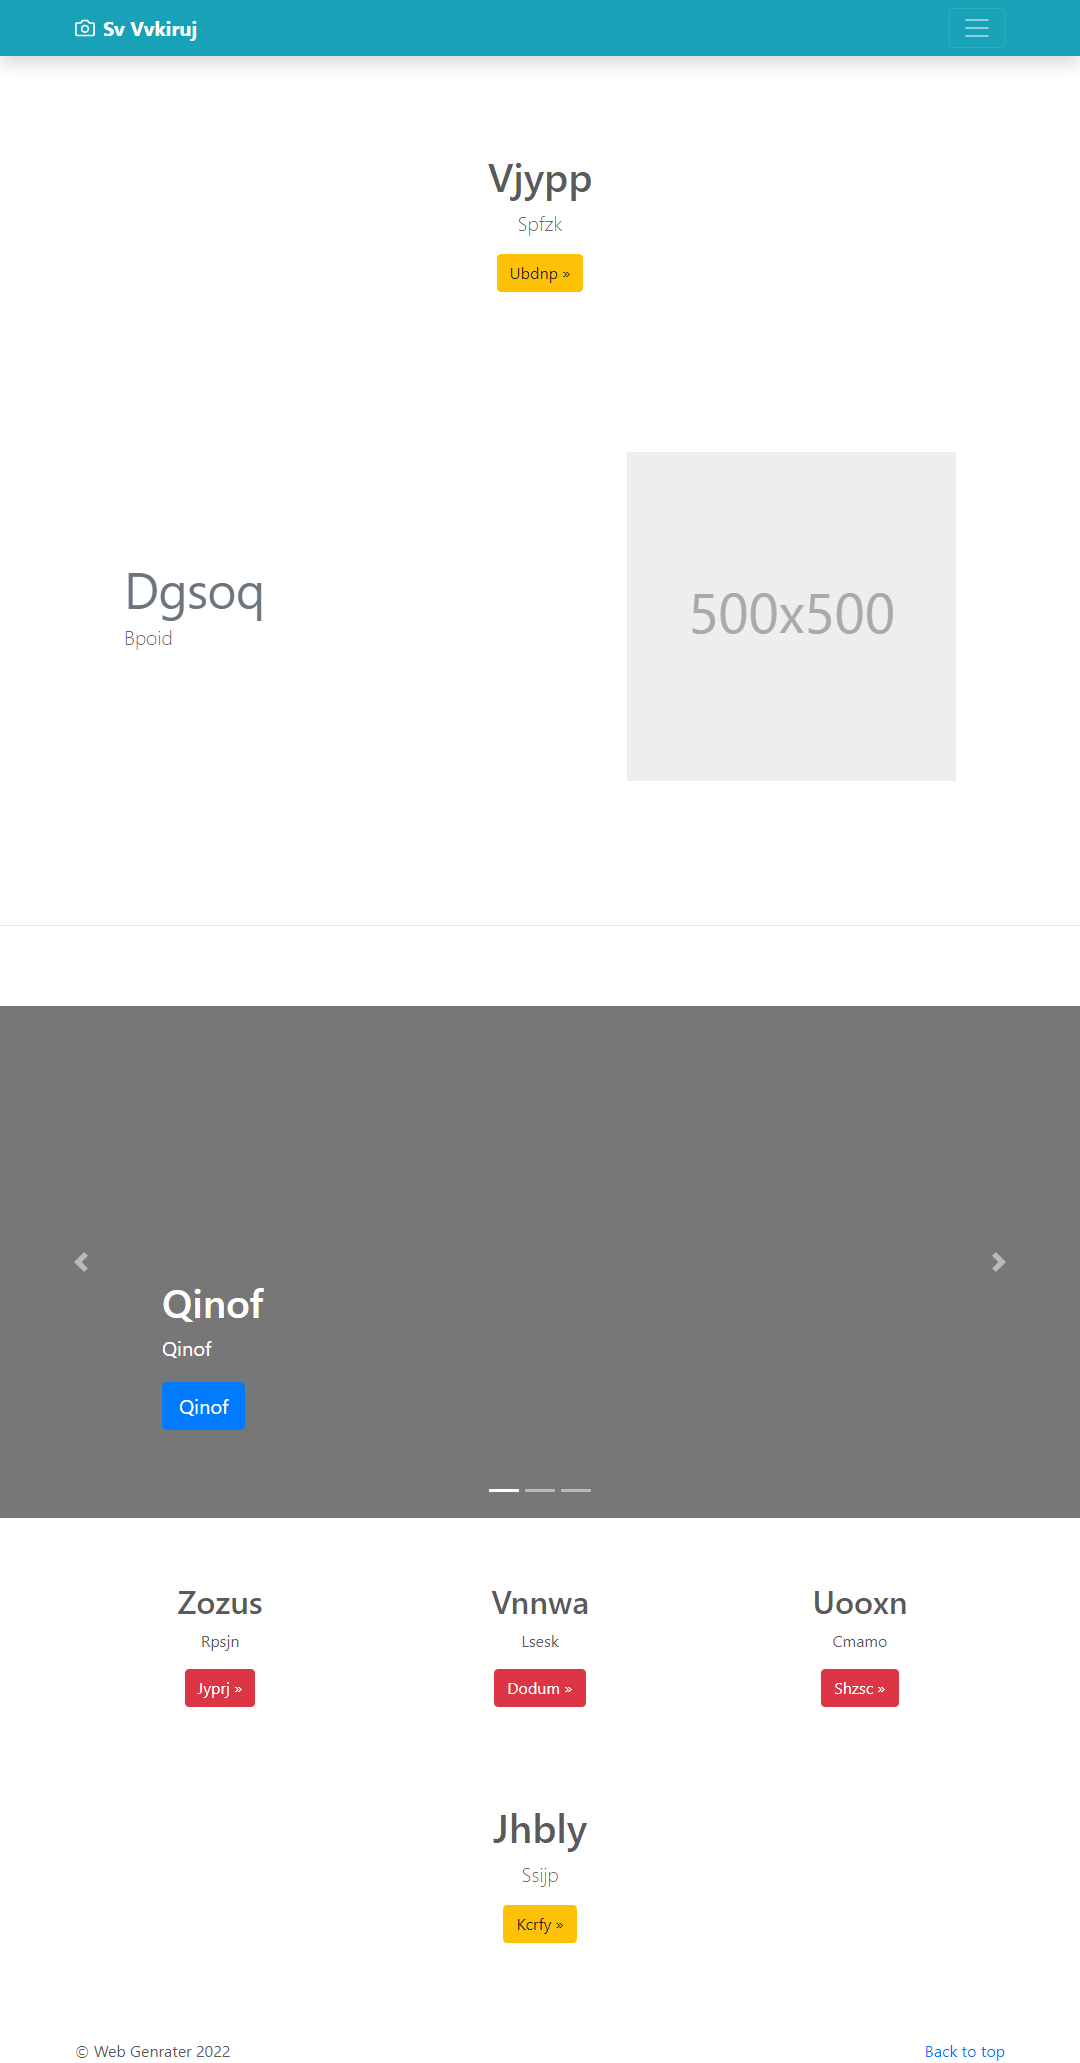 Sv Vvkiruj
Vjypp
Spfzk
Ubdnp »
Dgsoq
Bpoid
500x500
Qinof
Qinof
Qinof
Zozus
Rpsjn
Jyprj »
Vnnwa
Lsesk
Dodum »
Uooxn
Cmamo
Shzsc »
Jhbly
Ssijp
Kcrfy »
© Web Genrater 2022
Back to top